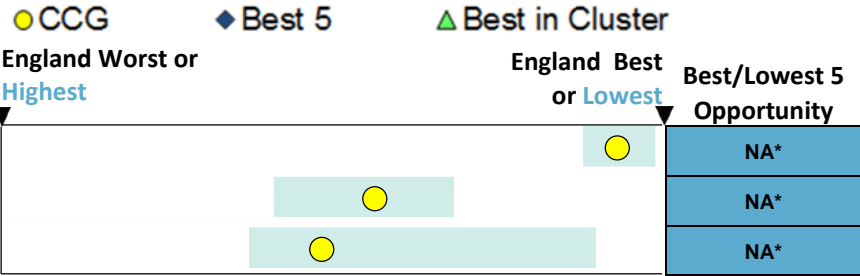 CCG Best 5 Best in Cluster
England Worst or
Highest
England Best
or Lowest
Best/Lowest 5
Opportunity
NA*
NA*
NA*